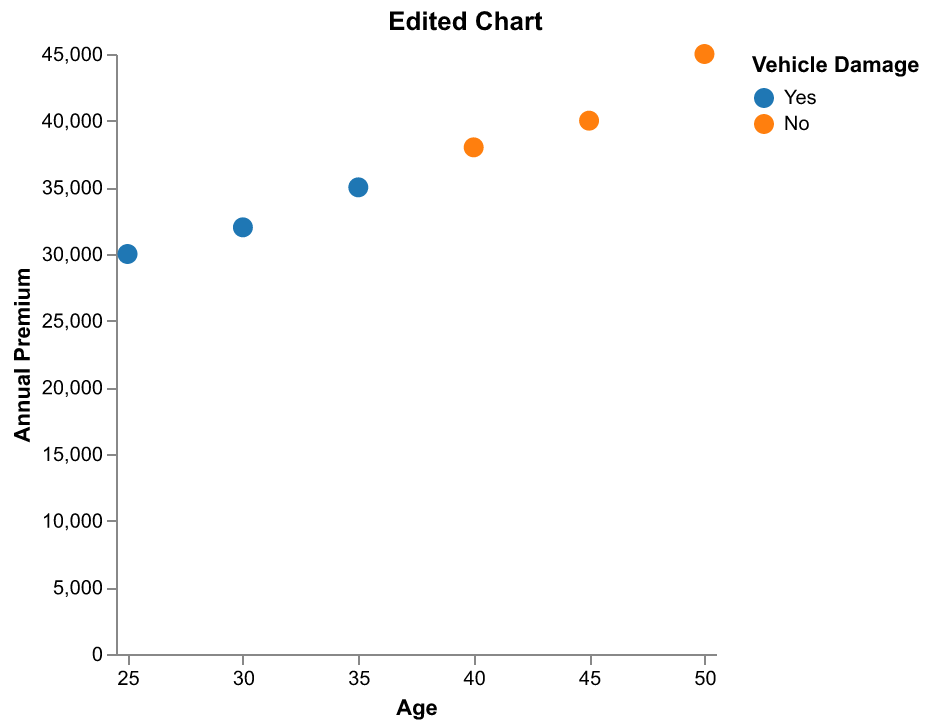 Edited Chart
45,000
40,000
35,000
30,000
25,000
20,000
15,000
10,000
5,000
0
Annual Premium
25 30 35 40 45 50
Age
Vehicle Damage
Yes
No